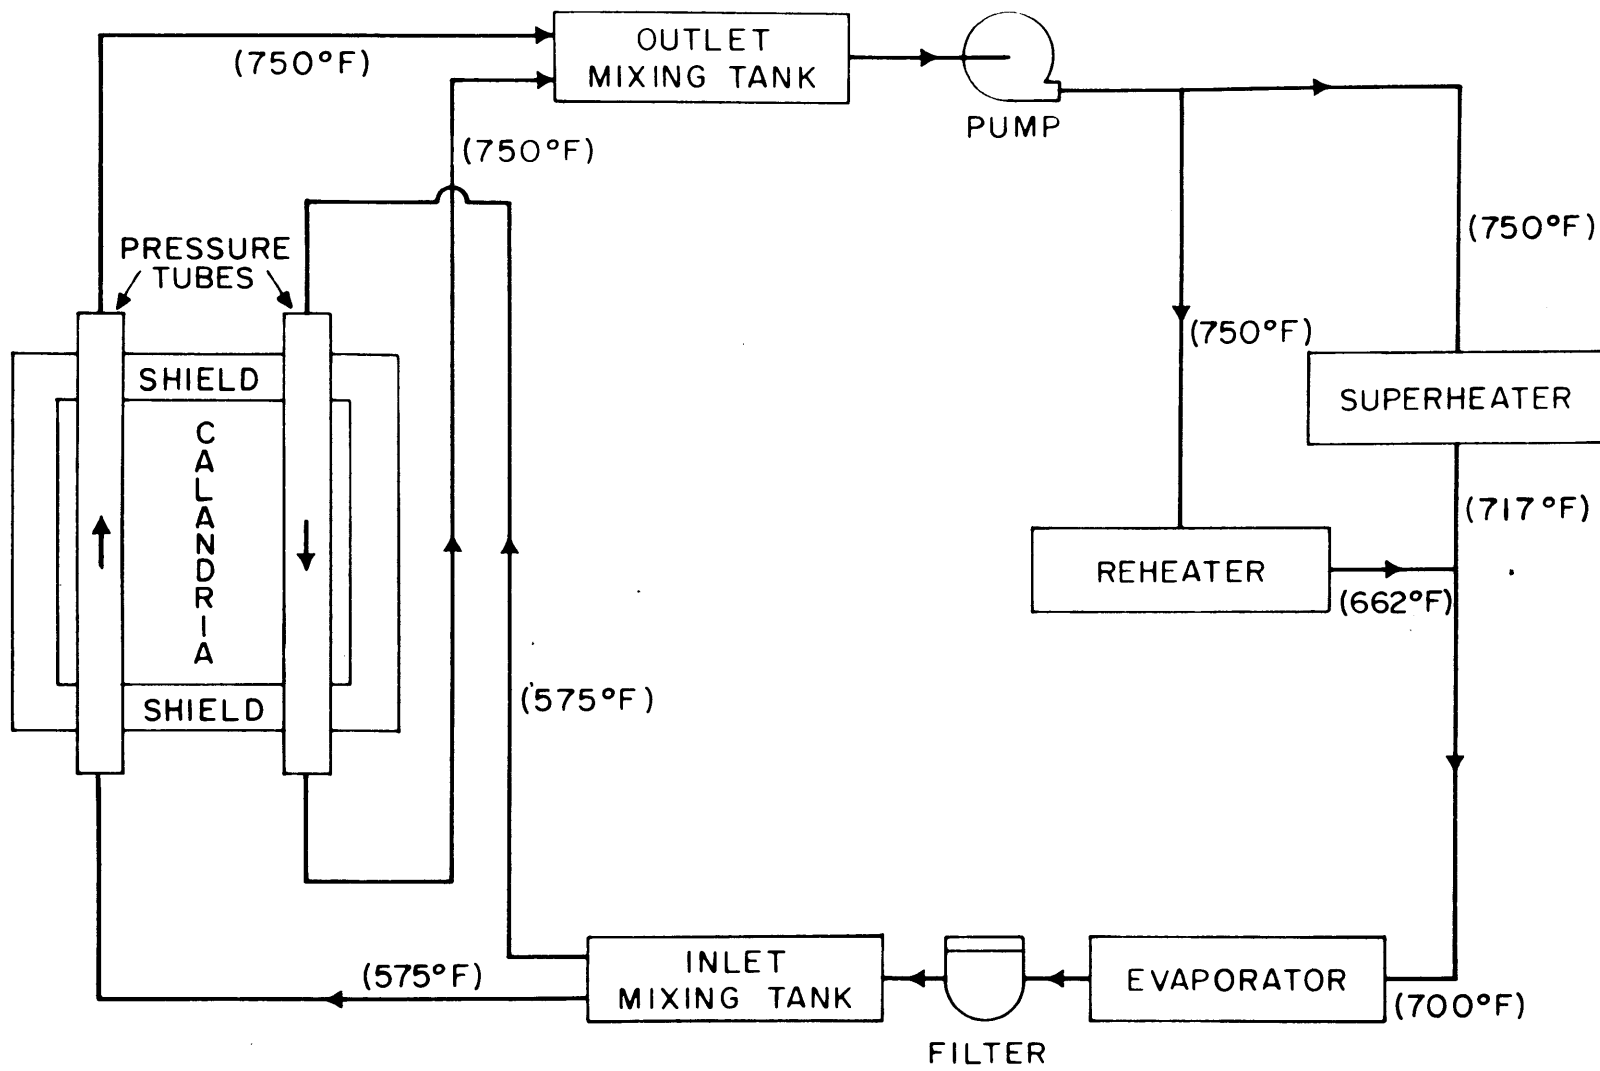 OUTLET
MIXING TANK
(750°F)
PUMP
(750°F)
(750°F)
PRESSURE
TUBES
(750°F)
SHIELD
SUPERHEATER
CALANDRIA
(717°F)
REHEATER
(662°F)
(575°F)
SHIELD
INLET
MIXING TANK
(575°F)
EVAPORATOR
(700°F)
FILTER